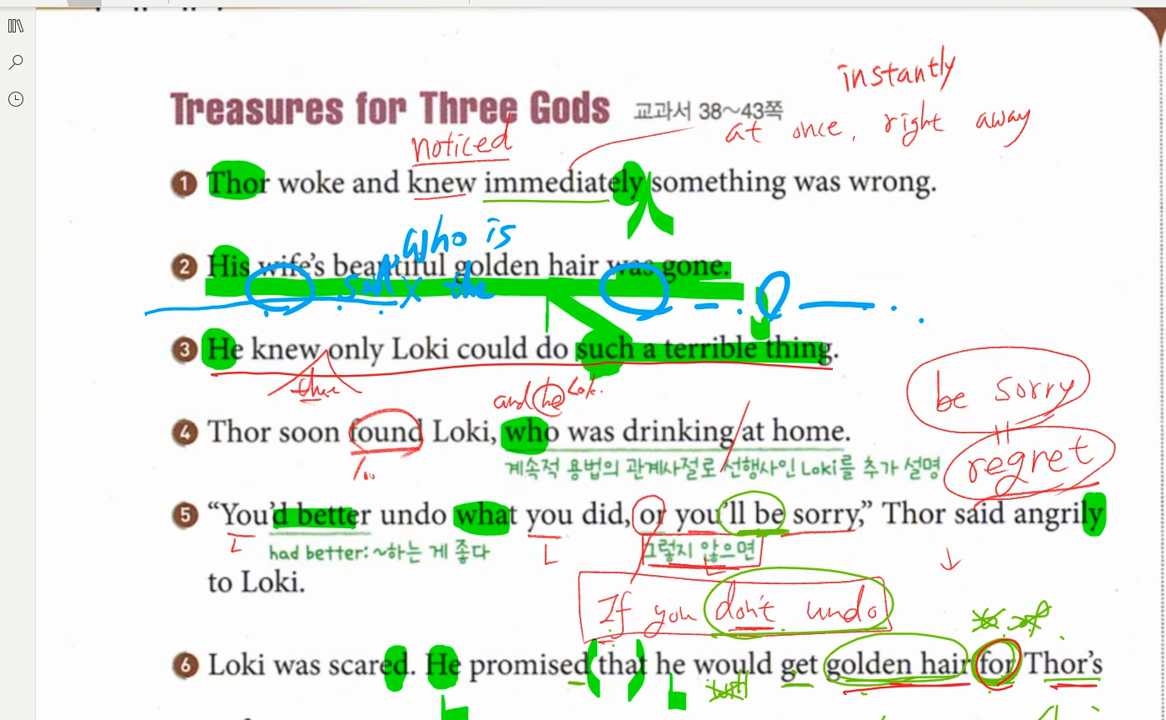 instantly
Treasures for Three Gods 교과서 38~43쪽
at once, right away
noticed
1 Thor woke and knew immediately something was wrong.
who is
2 His wife's beautiful golden hair was gone.
the
3 He knew only Loki could do such a terrible thing.
and he Loki.
be sorry
4 Thor soon found Loki, who was drinking at home.
계속적 용법의 관계사절로 선행사인 Loki를 추가 설명
regret
5 "You'd better undo what you did, or you'll be sorry," Thor said angrily
had better: ~하는 게 좋다 그렇지 않으면
to Loki.
If you don't undo
6 Loki was scared. He promised (that) he would get golden hair for Thor's